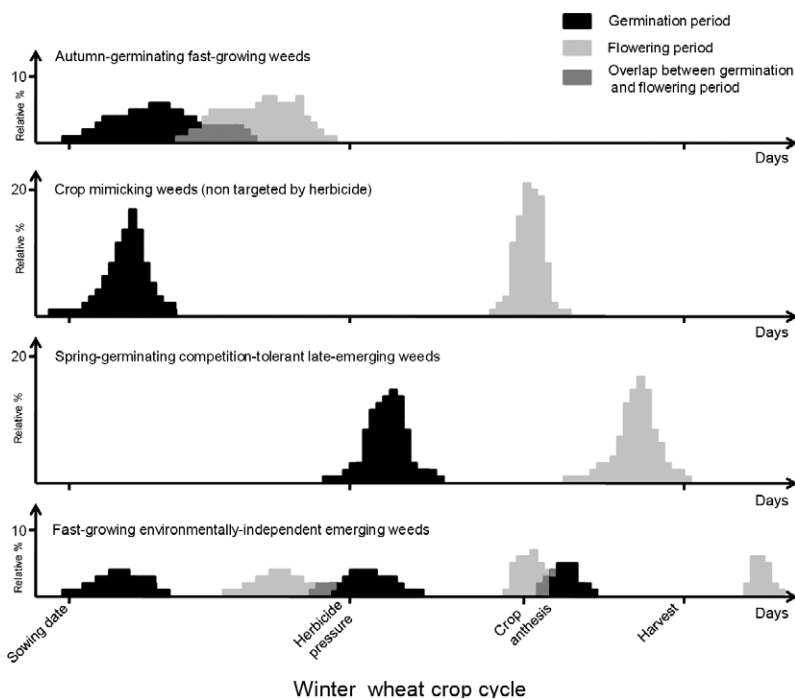 Germination period
Flowering period
Overlap between germination
and flowering period
Autumn-germinating fast-growing weeds
10
Relative %
Days
Crop mimicking weeds (non targeted by herbicide)
20
Relative %
Days
Spring-germinating competition-tolerant late-emerging weeds
20
Relative %
Days
Fast-growing environmentally-independent emerging weeds
10
Relative %
Days
Sowing date
Herbicide
pressure
Crop
anthesis
Harvest
Winter wheat crop cycle